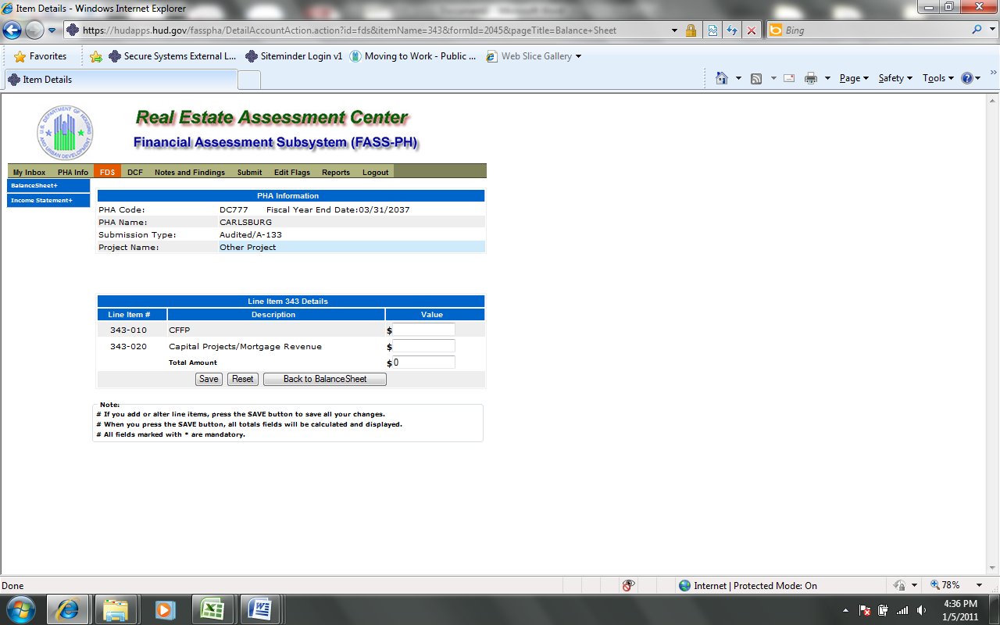 Item Details - Windows Internet Explorer
https://hudapps.hud.gov/fasspha/DetailAccountAction.action?id=fds&itemName=343&formId=2045&pageTitle=Balance+Sheet
Bing
Favorites
Secure Systems External L...
Siteminder Login v1
Moving to Work - Public ...
Web Slice Gallery
Item Details
Page
Safety
Tools
U.S. DEPARTMENT OF HOUSING AND URBAN DEVELOPMENT
Real Estate Assessment Center
Financial Assessment Subsystem (FASS-PH)
My Inbox PHA Info FDS DCF Notes and Findings Submit Edit Flags Reports Logout
BalanceSheet+
Income Statement+
PHA Information
PHA Code: DC777 Fiscal Year End Date:03/31/2037
PHA Name: CARLSBURG
Submission Type: Audited/A-133
Project Name: Other Project
Line Item 343 Details
Line Item # Description Value
343-010 CFFP $
343-020 Capital Projects/Mortgage Revenue $
Total Amount $ 0
Save Reset Back to BalanceSheet
Note:
# If you add or alter line items, press the SAVE button to save all your changes.
# When you press the SAVE button, all totals fields will be calculated and displayed.
# All fields marked with * are mandatory.
Done
Internet | Protected Mode: On
78%
4:36 PM
1/5/2011